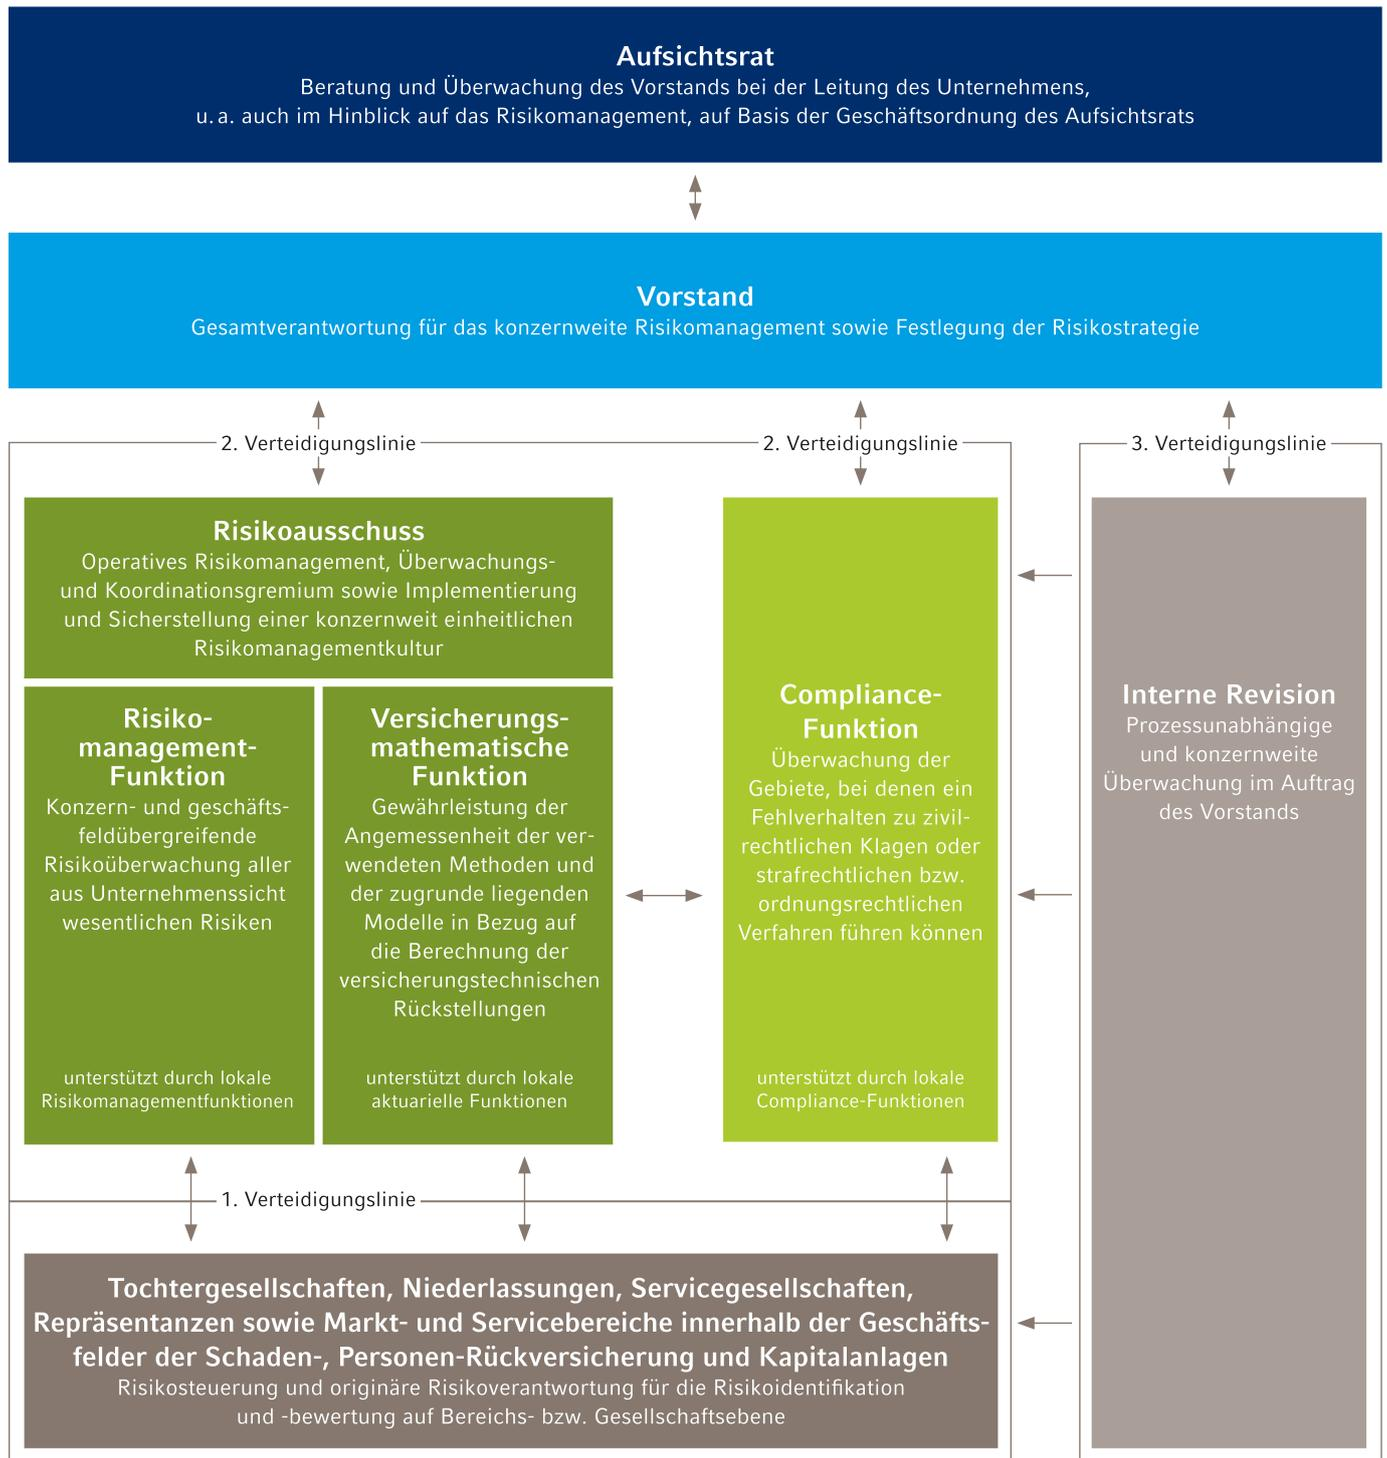 Aufsichtsrat
Beratung und Überwachung des Vorstands bei der Leitung des Unternehmens,
u. a. auch im Hinblick auf das Risikomanagement, auf Basis der Geschäftsordnung des Aufsichtsrats
Vorstand
Gesamtverantwortung für das konzernweite Risikomanagement sowie Festlegung der Risikostrategie
2. Verteidigungslinie
2. Verteidigungslinie
3. Verteidigungslinie
Risikoausschuss
Operatives Risikomanagement, Überwachungs-
und Koordinationsgremium sowie Implementierung
und Sicherstellung einer konzernweit einheitlichen
Risikomanagementkultur
Risiko-
management-
Funktion
Konzern- und geschäfts-
feldübergreifende
Risikoüberwachung aller
aus Unternehmenssicht
wesentlichen Risiken
unterstützt durch lokale
Risikomanagementfunktionen
Versicherungs-
mathematische
Funktion
Gewährleistung der
Angemessenheit der ver-
wendeten Methoden und
der zugrunde liegenden
Modelle in Bezug auf
die Berechnung der
versicherungstechnischen
Rückstellungen
unterstützt durch lokale
aktuarielle Funktionen
Compliance-
Funktion
Überwachung der
Gebiete, bei denen ein
Fehlverhalten zu zivil-
rechtlichen Klagen oder
strafrechtlichen bzw.
ordnungsrechtlichen
Verfahren führen können
unterstützt durch lokale
Compliance-Funktionen
Interne Revision
Prozessunabhängige
und konzernweite
Überwachung im Auftrag
des Vorstands
1. Verteidigungslinie
Tochtergesellschaften, Niederlassungen, Servicegesellschaften,
Repräsentanzen sowie Markt- und Servicebereiche innerhalb der Geschäfts-
felder der Schaden-, Personen-Rückversicherung und Kapitalanlagen
Risikosteuerung und originäre Risikoverantwortung für die Risikoidentifikation
und -bewertung auf Bereichs- bzw. Gesellschaftsebene